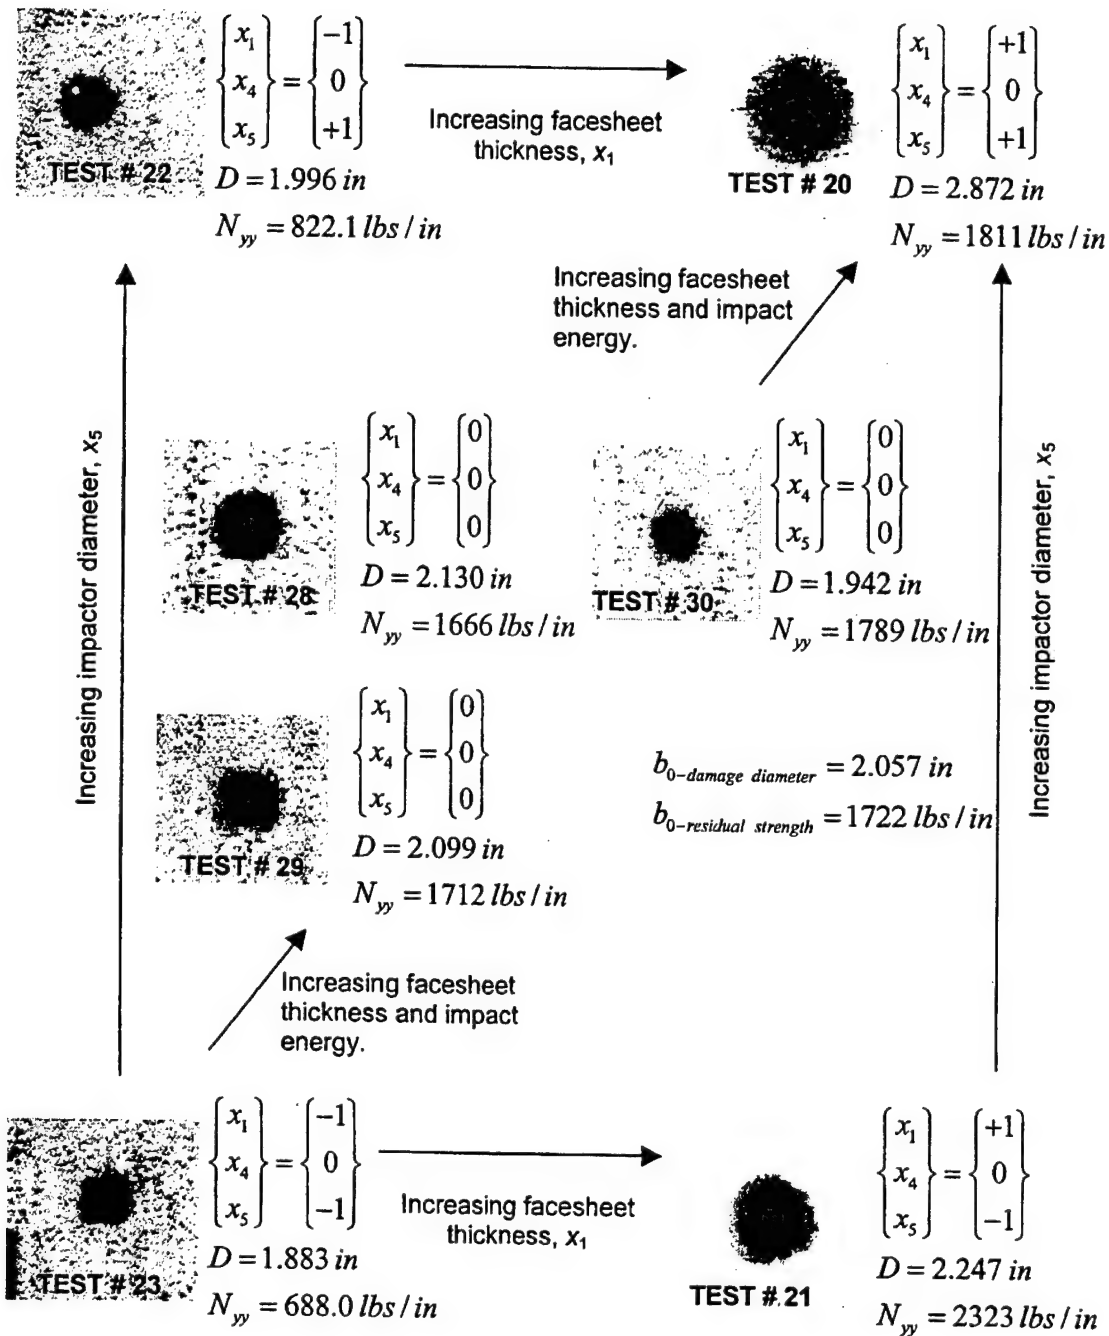 {x₁ x₄ x₅} = {−1 0 +1}
TEST # 22
D = 1.996 in
N_yy = 822.1 lbs / in
Increasing facesheet
thickness, x₁
{x₁ x₄ x₅} = {+1 0 +1}
TEST # 20
D = 2.872 in
N_yy = 1811 lbs / in
Increasing facesheet
thickness and impact
energy.
Increasing impactor diameter, x₅
{x₁ x₄ x₅} = {0 0 0}
TEST # 28
D = 2.130 in
N_yy = 1666 lbs / in
{x₁ x₄ x₅} = {0 0 0}
TEST # 30
D = 1.942 in
N_yy = 1789 lbs / in
Increasing impactor diameter, x₅
{x₁ x₄ x₅} = {0 0 0}
TEST # 29
D = 2.099 in
N_yy = 1712 lbs / in
b₀₋damage diameter = 2.057 in
b₀₋residual strength = 1722 lbs / in
Increasing facesheet
thickness and impact
energy.
{x₁ x₄ x₅} = {−1 0 −1}
TEST # 23
D = 1.883 in
N_yy = 688.0 lbs / in
Increasing facesheet
thickness, x₁
{x₁ x₄ x₅} = {+1 0 −1}
TEST # 21
D = 2.247 in
N_yy = 2323 lbs / in